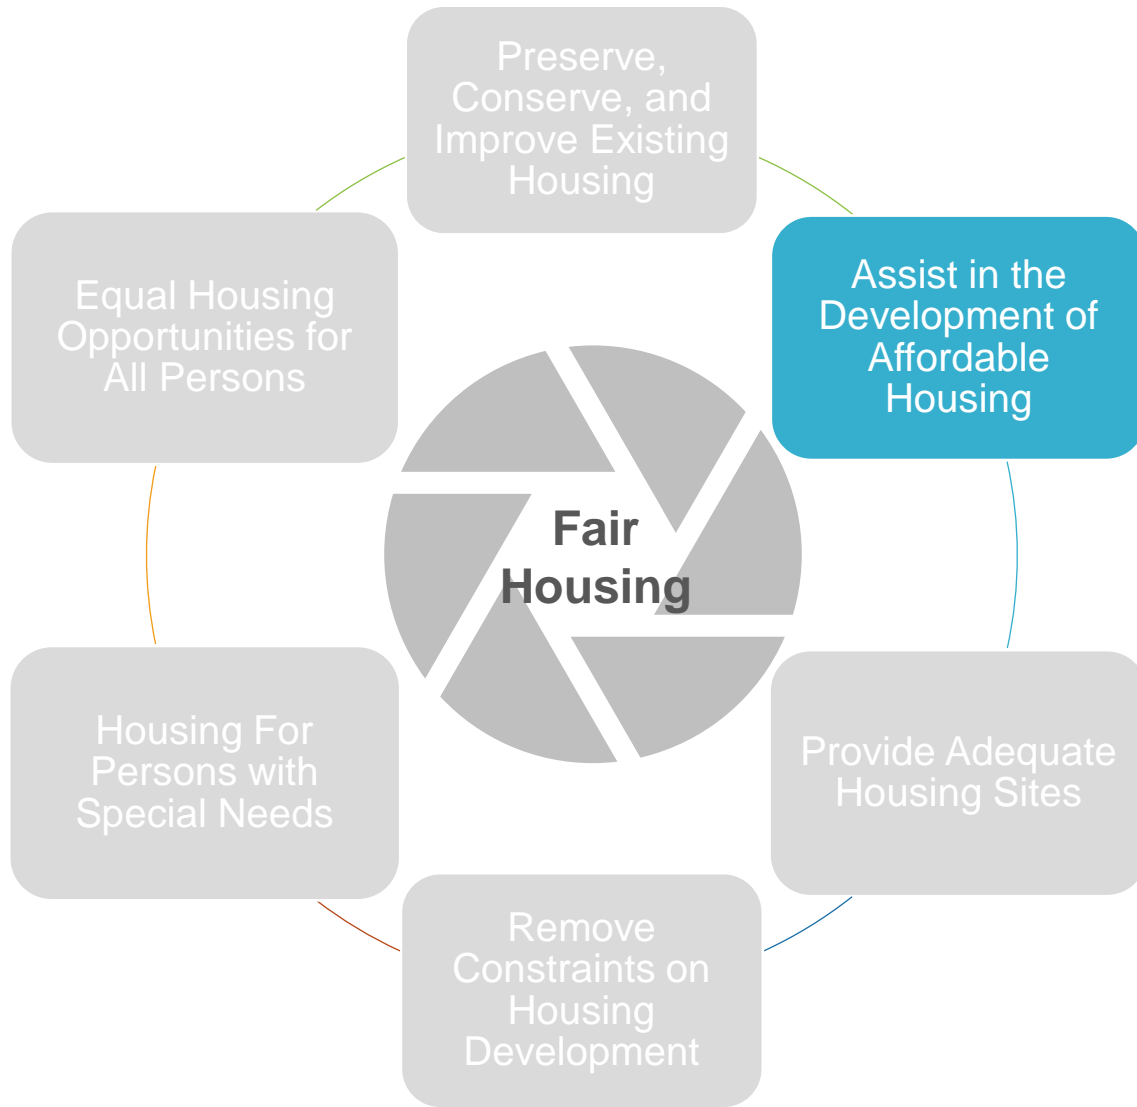 Preserve,
Conserve, and
Improve Existing
Housing
Assist in the
Development of
Affordable
Housing
Equal Housing
Opportunities for
All Persons
Fair
Housing
Housing For
Persons with
Special Needs
Provide Adequate
Housing Sites
Remove
Constraints on
Housing
Development